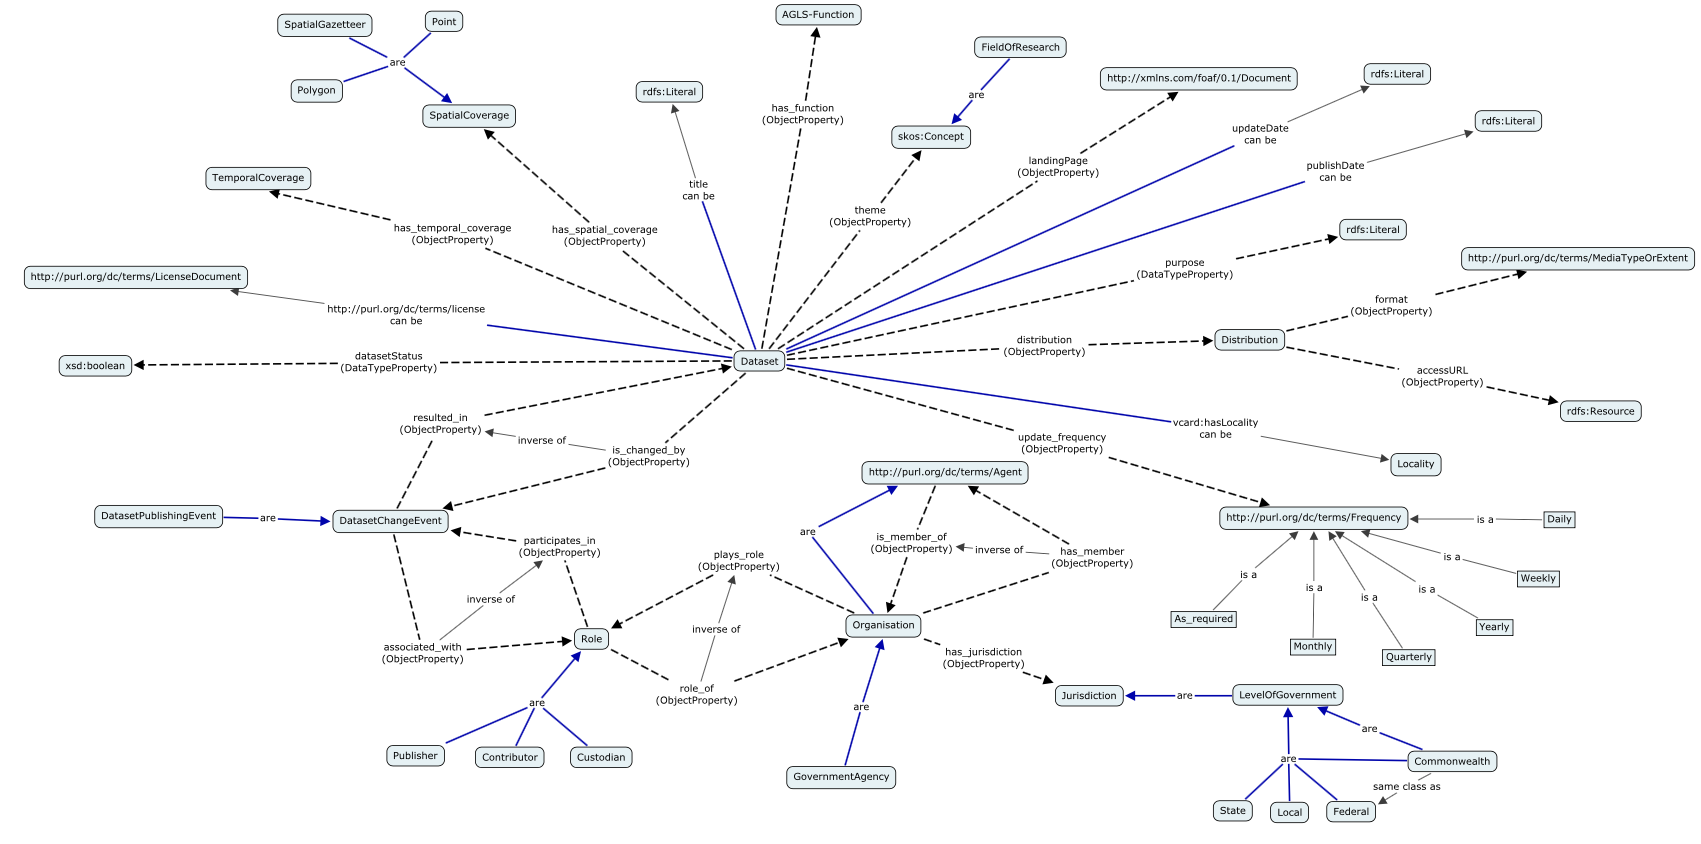 AGLS-Function
SpatialGazetteer
Point
FieldOfResearch
are
rdfs:Literal
http://xmlns.com/foaf/0.1/Document
Polygon
rdfs:Literal
are
has_function
(ObjectProperty)
SpatialCoverage
rdfs:Literal
updateDate
can be
skos:Concept
landingPage
(ObjectProperty)
publishDate
can be
TemporalCoverage
title
can be
theme
(ObjectProperty)
has_temporal_coverage
(ObjectProperty)
has_spatial_coverage
(ObjectProperty)
rdfs:Literal
http://purl.org/dc/terms/MediaTypeOrExtent
purpose
(DataTypeProperty)
http://purl.org/dc/terms/LicenseDocument
format
(ObjectProperty)
http://purl.org/dc/terms/license
can be
distribution
(ObjectProperty)
Distribution
datasetStatus
(DataTypeProperty)
Dataset
xsd:boolean
accessURL
(ObjectProperty)
rdfs:Resource
resulted_in
(ObjectProperty)
inverse of
is_changed_by
(ObjectProperty)
vcard:hasLocality
can be
update_frequency
(ObjectProperty)
Locality
http://purl.org/dc/terms/Agent
DatasetPublishingEvent
are
DatasetChangeEvent
http://purl.org/dc/terms/Frequency
is a
Daily
are
is_member_of
(ObjectProperty)
inverse of
has_member
(ObjectProperty)
participates_in
(ObjectProperty)
plays_role
(ObjectProperty)
is a
Weekly
is a
is a
is a
is a
inverse of
As_required
Yearly
Organisation
inverse of
Role
Monthly
Quarterly
associated_with
(ObjectProperty)
has_jurisdiction
(ObjectProperty)
role_of
(ObjectProperty)
Jurisdiction
are
LevelOfGovernment
are
are
are
Publisher
Contributor
Custodian
are
Commonwealth
GovernmentAgency
same class as
State
Local
Federal